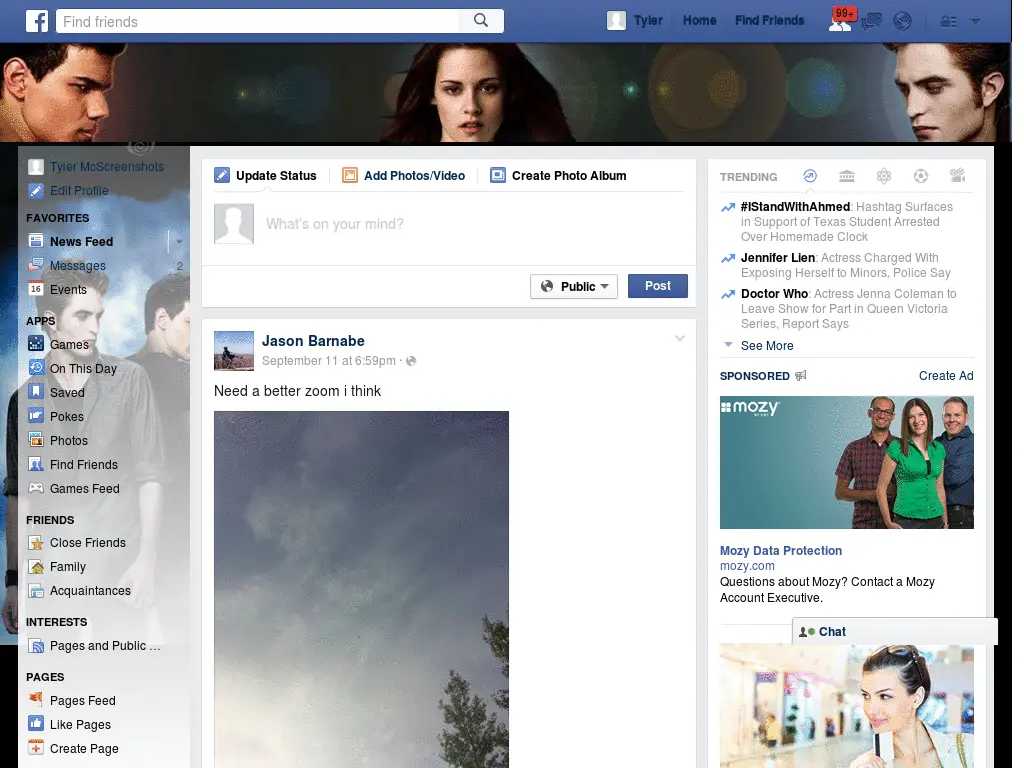 Find friends
Tyler Home Find Friends 99+
Tyler McScreenshots
Edit Profile
FAVORITES
News Feed
Messages 2
16 Events
APPS
Games
On This Day
Saved
Pokes
Photos
Find Friends
Games Feed
FRIENDS
Close Friends
Family
Acquaintances
INTERESTS
Pages and Public ...
PAGES
Pages Feed
Like Pages
Create Page
Update Status Add Photos/Video Create Photo Album
What's on your mind?
Public Post
Jason Barnabe
September 11 at 6:59pm ·
Need a better zoom i think
TRENDING
#IStandWithAhmed: Hashtag Surfaces
in Support of Texas Student Arrested
Over Homemade Clock
Jennifer Lien: Actress Charged With
Exposing Herself to Minors, Police Say
Doctor Who: Actress Jenna Coleman to
Leave Show for Part in Queen Victoria
Series, Report Says
See More
SPONSORED Create Ad
mozy
Mozy Data Protection
mozy.com
Questions about Mozy? Contact a Mozy
Account Executive.
Chat